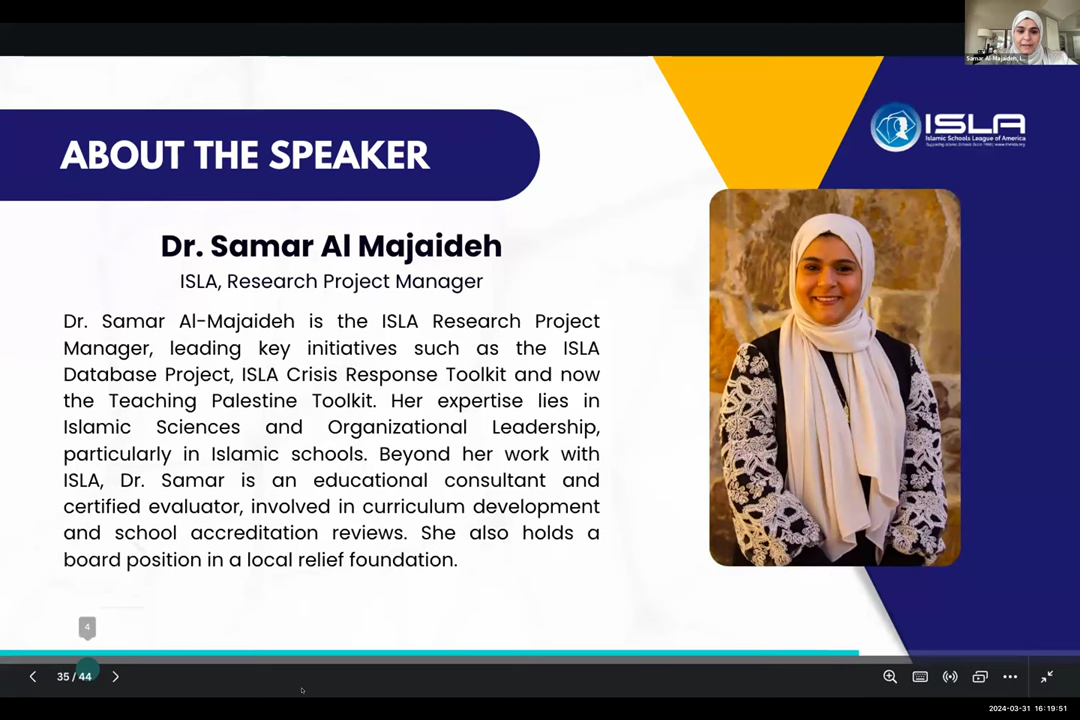 Samar Al-Majaideh, I...
ABOUT THE SPEAKER
ISLA
Islamic Schools League of America
Dr. Samar Al Majaideh
ISLA, Research Project Manager
Dr. Samar Al-Majaideh is the ISLA Research Project
Manager, leading key initiatives such as the ISLA
Database Project, ISLA Crisis Response Toolkit and now
the Teaching Palestine Toolkit. Her expertise lies in
Islamic Sciences and Organizational Leadership,
particularly in Islamic schools. Beyond her work with
ISLA, Dr. Samar is an educational consultant and
certified evaluator, involved in curriculum development
and school accreditation reviews. She also holds a
board position in a local relief foundation.
4
35 / 44
2024-03-31 16:19:51